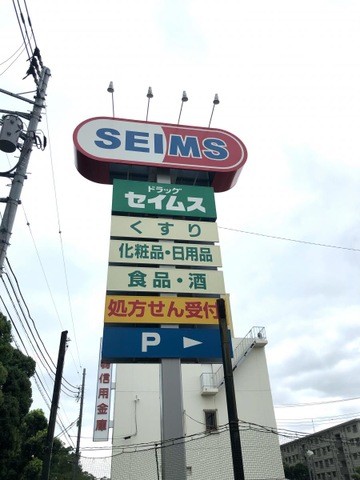 SEIMS
ドラッグ
セイムス
くすり
化粧品・日用品
食品・酒
処方せん受付
P
信用金庫